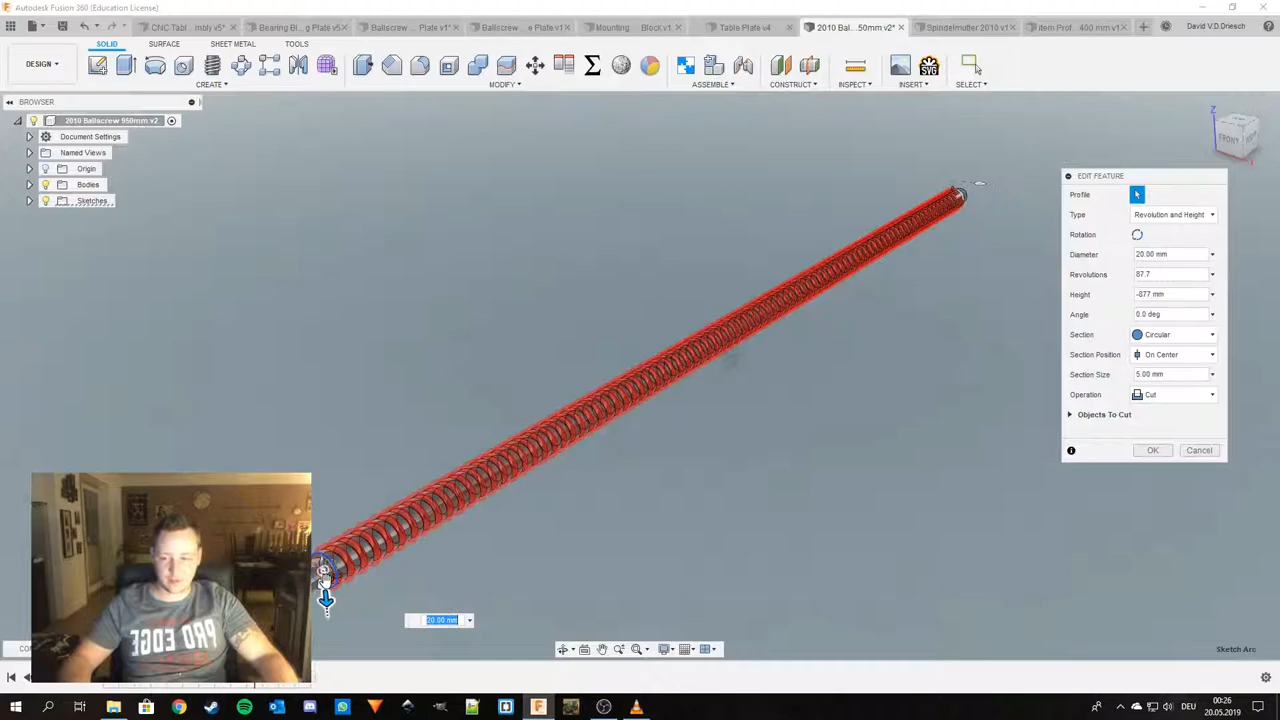 Autodesk Fusion 360 (Education License)
CNC-Tabl ... mbly v5*
Bearing Bl... g Plate v5*
Ballscrew ... Plate v1*
Ballscrew ... e Plate v1*
Mounting ... Block v1
Table Plate v4
2010 Bal... 50mm v2*
Spindelmutter 2010 v1
item Prof... 400 mm v1
David V.D.Driesch
SOLID
SURFACE
SHEET METAL
TOOLS
DESIGN
CREATE
MODIFY
ASSEMBLE
CONSTRUCT
INSPECT
INSERT
SVG
SELECT
BROWSER
2010 Ballscrew 950mm v2
Document Settings
Named Views
Origin
Bodies
Sketches
Z
FRONT
EDIT FEATURE
Profile
Type Revolution and Height
Rotation
Diameter 20.00 mm
Revolutions 87.7
Height -877 mm
Angle 0.0 deg
Section Circular
Section Position On Center
Section Size 5.00 mm
Operation Cut
Objects To Cut
OK Cancel
20.00 mm
PRO EDGE
Sketch Arc
00:26
20.05.2019